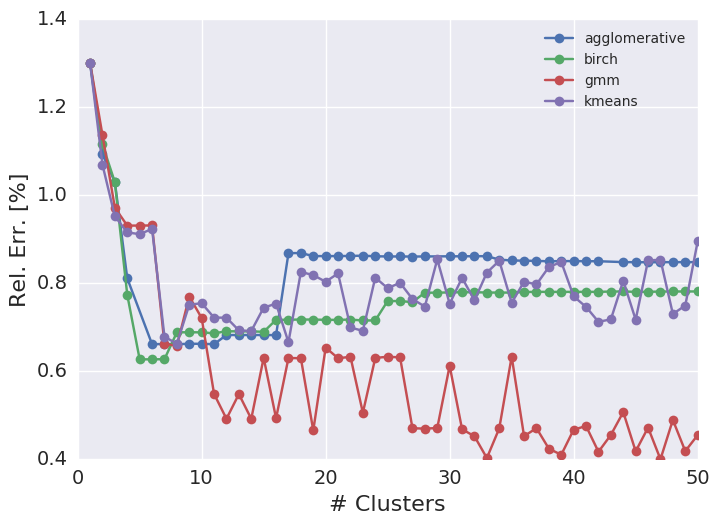 1.4
1.2
1.0
0.8
0.6
0.4
Rel. Err. [%]
agglomerative
birch
gmm
kmeans
0 10 20 30 40 50
# Clusters